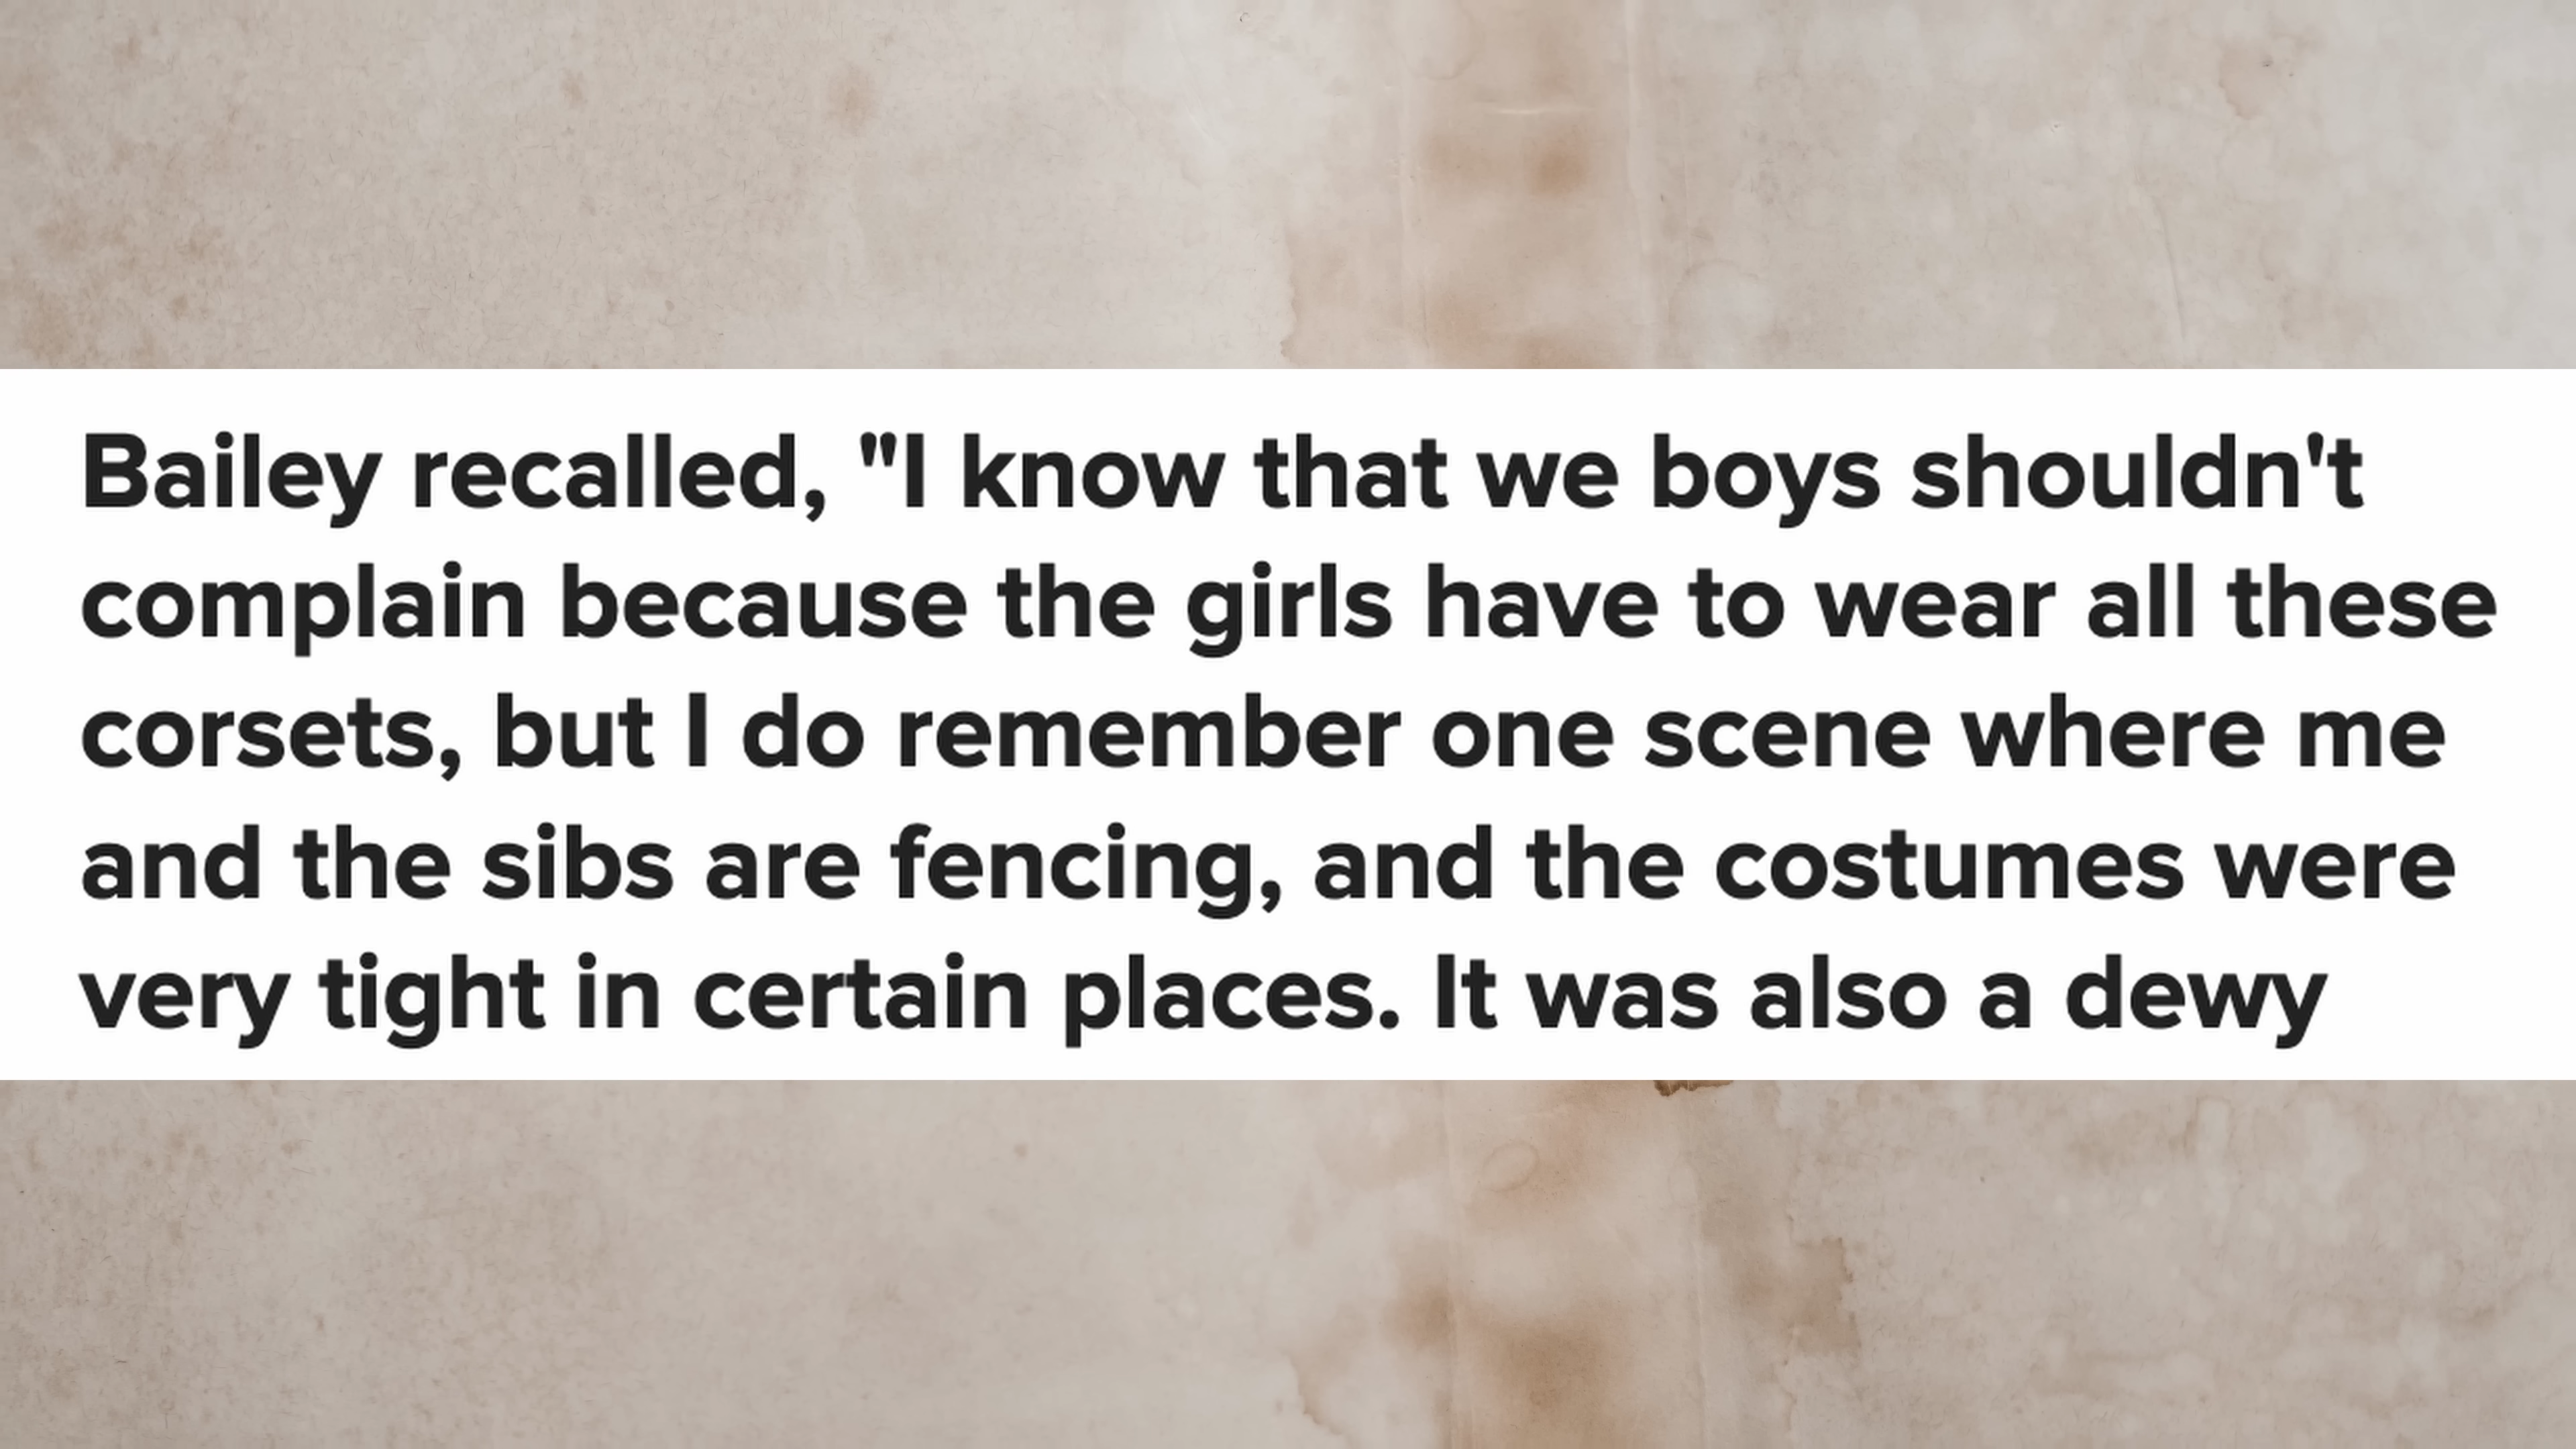 Bailey recalled, "I know that we boys shouldn't
complain because the girls have to wear all these
corsets, but I do remember one scene where me
and the sibs are fencing, and the costumes were
very tight in certain places. It was also a dewy